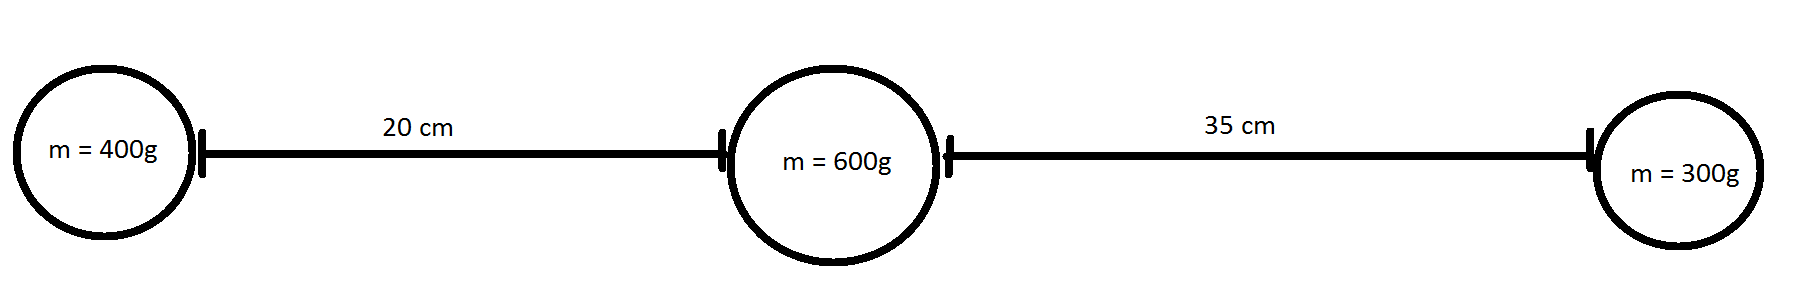 m = 400g
20 cm
m = 600g
35 cm
m = 300g